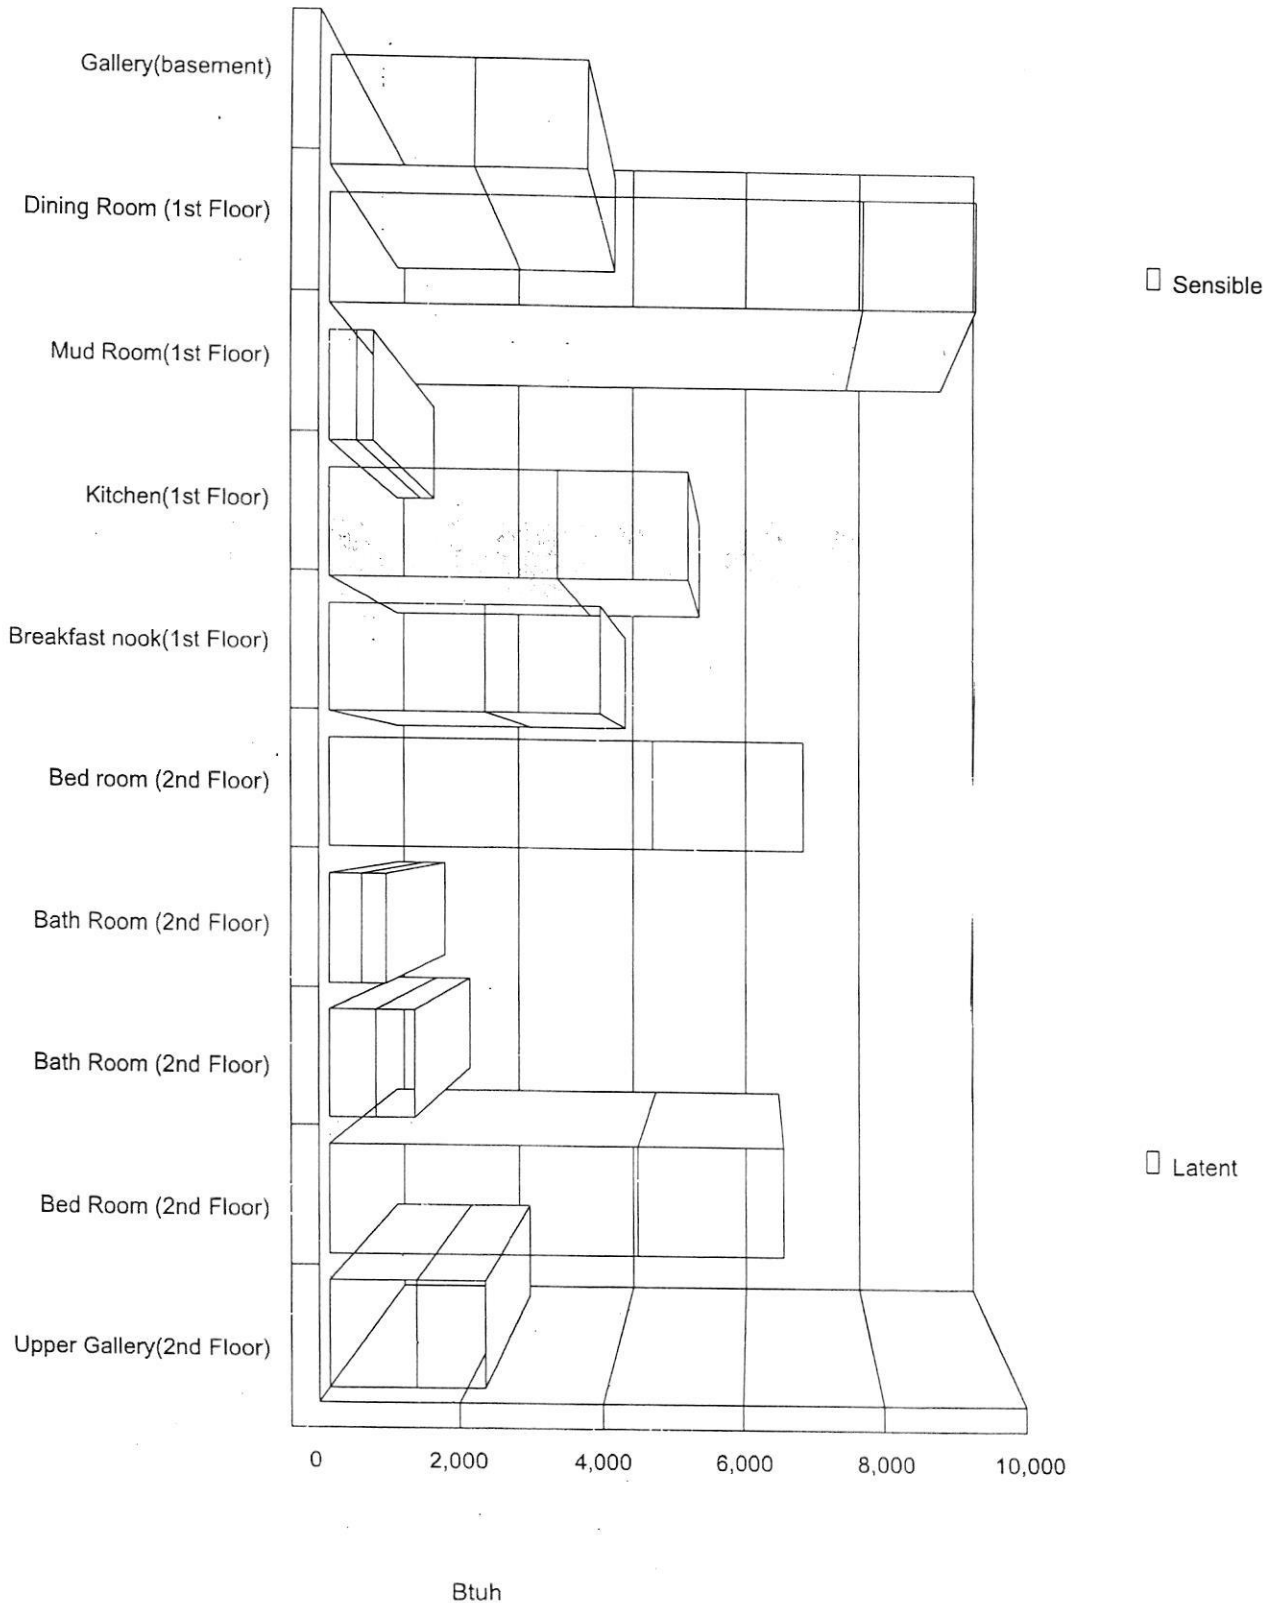 Gallery(basement)
Dining Room (1st Floor)
Sensible
Mud Room(1st Floor)
Kitchen(1st Floor)
Breakfast nook(1st Floor)
Bed room (2nd Floor)
Bath Room (2nd Floor)
Bath Room (2nd Floor)
Latent
Bed Room (2nd Floor)
Upper Gallery(2nd Floor)
0 2,000 4,000 6,000 8,000 10,000
Btuh